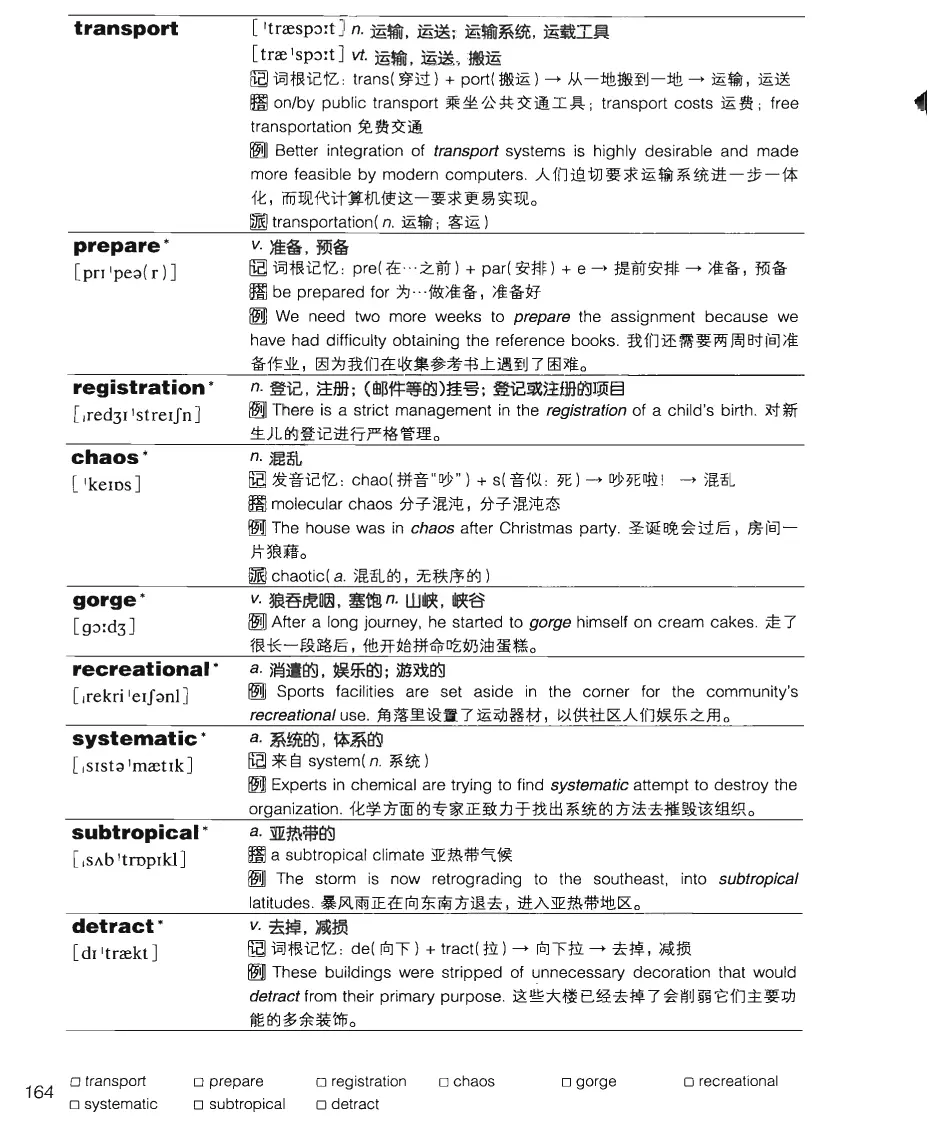 transport [ˈtræspɔːt] n. 运输, 运送; 运输系统, 运载工具
[træˈspɔːt] vt. 运输, 运送, 搬运
[记] 词根记忆: trans(穿过) + port(搬运) → 从一地搬到一地 → 运输, 运送
[搭] on/by public transport 乘坐公共交通工具; transport costs 运费; free
transportation 免费交通
[例] Better integration of transport systems is highly desirable and made
more feasible by modern computers. 人们迫切要求运输系统进一步一体
化, 而现代计算机使这一要求更易实现。
[派] transportation(n. 运输; 客运)
prepare* v. 准备, 预备
[prɪˈpeə(r)] [记] 词根记忆: pre(在…之前) + par(安排) + e → 提前安排 → 准备, 预备
[搭] be prepared for 为…做准备, 准备好
[例] We need two more weeks to prepare the assignment because we
have had difficulty obtaining the reference books. 我们还需要两周时间准
备作业, 因为我们在收集参考书上遇到了困难。
registration* n. 登记, 注册; (邮件等的)挂号; 登记或注册的项目
[ˌredʒɪˈstreɪʃn] [例] There is a strict management in the registration of a child's birth. 对新
生儿的登记进行严格管理。
chaos* n. 混乱
[ˈkeɪɒs] [记] 发音记忆: chao(拼音"吵") + s(音似: 死) → 吵死啦! → 混乱
[搭] molecular chaos 分子混沌, 分子混沌态
[例] The house was in chaos after Christmas party. 圣诞晚会过后, 房间一
片狼藉。
[派] chaotic(a. 混乱的, 无秩序的)
gorge* v. 狼吞虎咽, 塞饱 n. 山峡, 峡谷
[gɔːdʒ] [例] After a long journey, he started to gorge himself on cream cakes. 走了
很长一段路后, 他开始拼命吃奶油蛋糕。
recreational* a. 消遣的, 娱乐的; 游戏的
[ˌrekriˈeɪʃənl] [例] Sports facilities are set aside in the corner for the community's
recreational use. 角落里设置了运动器材, 以供社区人们娱乐之用。
systematic* a. 系统的, 体系的
[ˌsɪstəˈmætɪk] [记] 来自 system(n. 系统)
[例] Experts in chemical are trying to find systematic attempt to destroy the
organization. 化学方面的专家正致力于找出系统的方法去摧毁该组织。
subtropical* a. 亚热带的
[ˌsʌbˈtrɒpɪkl] [搭] a subtropical climate 亚热带气候
[例] The storm is now retrograding to the southeast, into subtropical
latitudes. 暴风雨正在向东南方退去, 进入亚热带地区。
detract* v. 去掉, 减损
[dɪˈtrækt] [记] 词根记忆: de(向下) + tract(拉) → 向下拉 → 去掉, 减损
[例] These buildings were stripped of unnecessary decoration that would
detract from their primary purpose. 这些大楼已经去掉了会削弱它们主要功
能的多余装饰。
164 □ transport □ prepare □ registration □ chaos □ gorge □ recreational
□ systematic □ subtropical □ detract